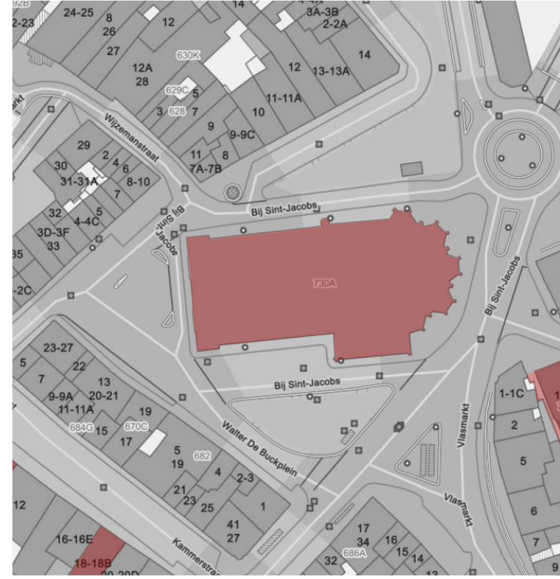 24-25
8
26
27
12
14
3A-3B
2-2A
14
630K
12A
28
12
13-13A
629C
5
3
628
7
11-11A
10
9
9-9C
8
11
7A-7B
Wijzemanstraat
29
2
4
6
30
31-31A
8-10
7
32
5
4-4C
3D-3F
33
35
-2C
Bij Sint-Jacobs
Bij Sint-Jacobs
730A
Bij Sint-Jacobs
Bij Sint-Jacobs
23-27
5
7
22
13
9-9A
20-21
11-11A
19
684G
15
670C
17
5
19
682
4
2-3
21
23
25
1
41
27
Walter De Buckplein
1-1C
2
5
6
7
Vlasmarkt
Vlasmarkt
12
16-16E
18-18B
20-20D
Kammerstraat
17
34
16
15
14
13
32
686A